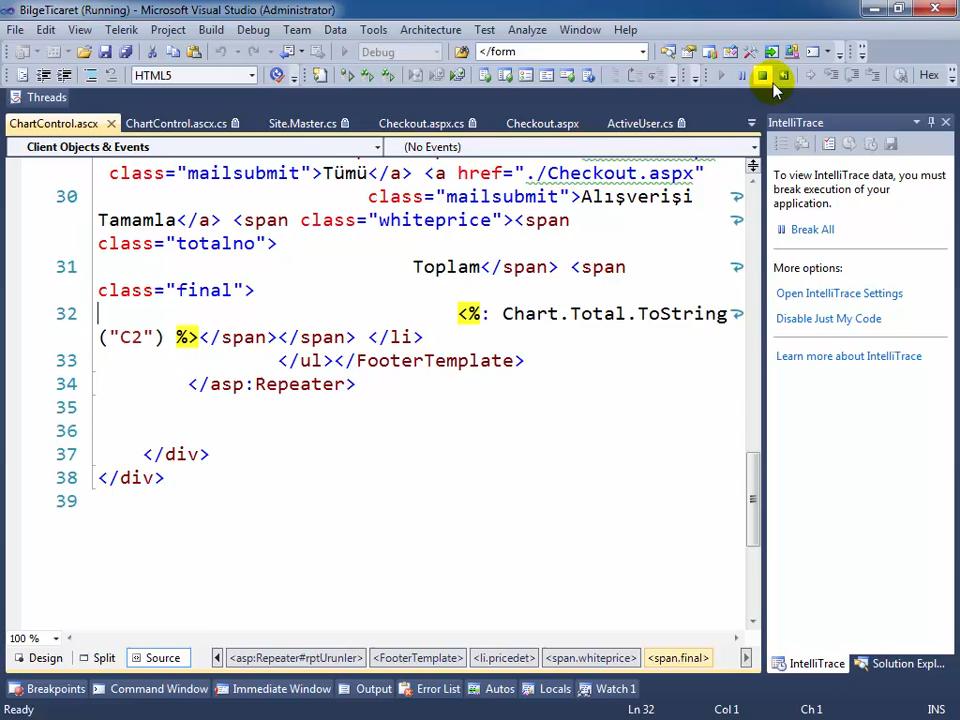 BilgeTicaret - Microsoft Visual Studio (Administrator)
File Edit View Telerik Project Build Debug Team Data Tools Architecture Test Analyze Window Help
Debug </form
HTML5 Hex
Threads
ChartControl.ascx ChartControl.ascx.cs Site.Master.cs Checkout.aspx.cs Checkout.aspx ActiveUser.cs
IntelliTrace
Client Objects & Events (No Events)
class="mailsubmit">Tümü</a> <a href="./Checkout.aspx"
30 class="mailsubmit">Alışverişi
Tamamla</a> <span class="whiteprice"><span
class="totalno">
31 Toplam</span> <span
class="final">
32 <%: Chart.Total.ToString
("C2") %></span></span> </li>
33 </ul></FooterTemplate>
34 </asp:Repeater>
35
36
37 </div>
38 </div>
39
To view IntelliTrace data, you must
break execution of your
application.
Break All
More options:
Open IntelliTrace Settings
Disable Just My Code
Learn more about IntelliTrace
100 %
Design Split Source <asp:Repeater#rptUrunler> <FooterTemplate> <li.pricedet> <span.whiteprice> <span.final>
IntelliTrace Solution Expl...
Breakpoints Command Window Immediate Window Output Error List Autos Locals Watch 1
Ready Ln 32 Col 1 Ch 1 INS